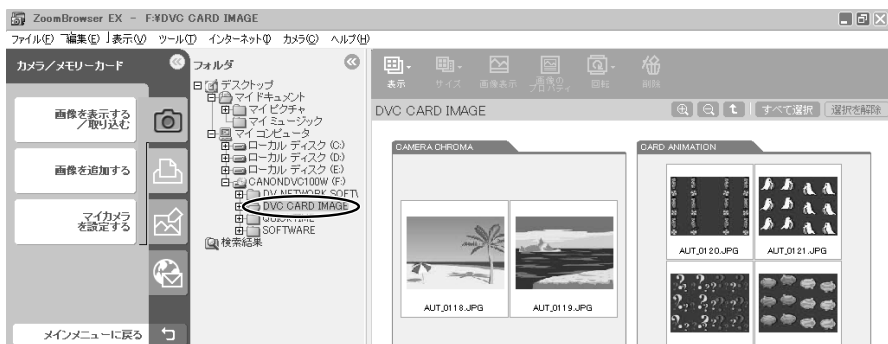 ZoomBrowser EX - F:¥DVC CARD IMAGE
ファイル(F) 編集(E) 表示(V) ツール(T) インターネット(I) カメラ(C) ヘルプ(H)
カメラ/メモリーカード
画像を表示する
/取り込む
画像を追加する
マイカメラ
を設定する
メインメニューに戻る
フォルダ
デスクトップ
マイ ドキュメント
マイ ピクチャ
マイ ミュージック
マイ コンピュータ
ローカル ディスク (C:)
ローカル ディスク (D:)
ローカル ディスク (E:)
CANONDVC100W (F:)
DV NETWORK SOFT
DVC CARD IMAGE
QUICKTIME
SOFTWARE
検索結果
表示 サイズ 画像表示 画像の
プロパティ 回転 削除
DVC CARD IMAGE
すべて選択 選択を解除
CAMERA CHROMA
AUT_0118.JPG AUT_0119.JPG
CARD ANIMATION
AUT_0120.JPG AUT_0121.JPG